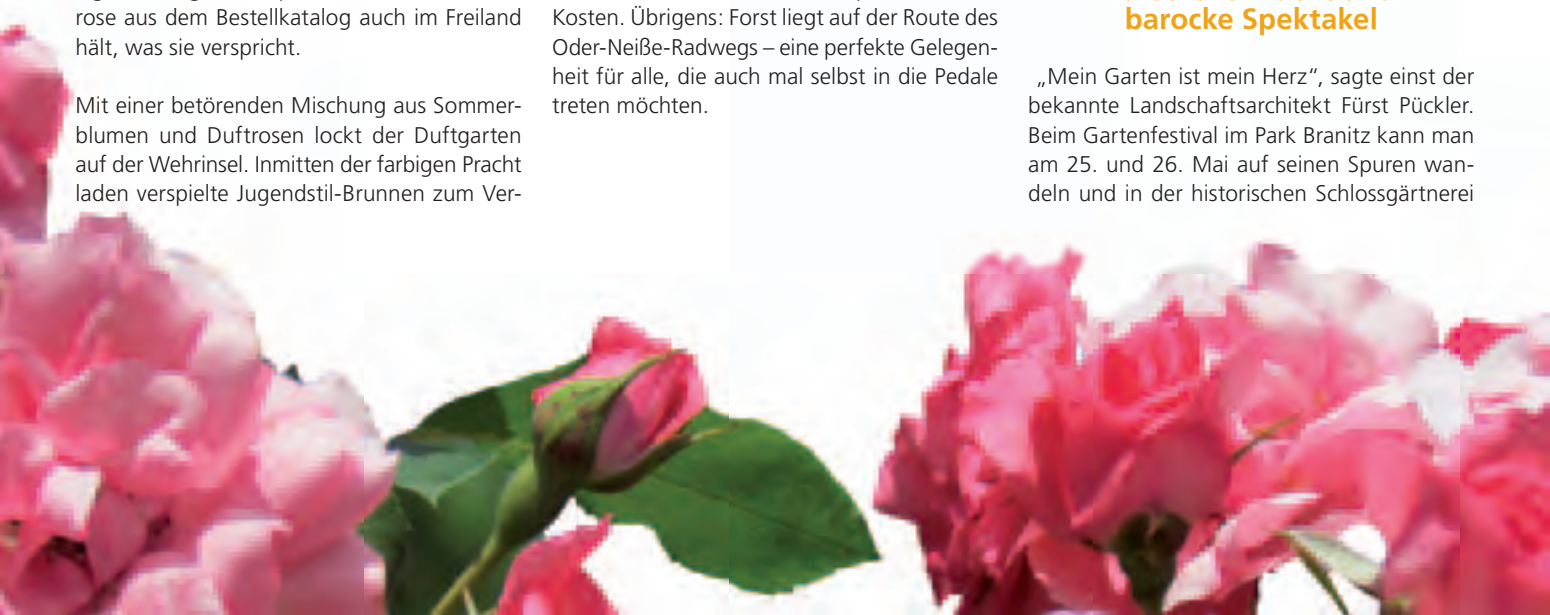 rose aus dem Bestellkatalog auch im Freiland
hält, was sie verspricht.
Mit einer betörenden Mischung aus Sommer-
blumen und Duftrosen lockt der Duftgarten
auf der Wehrinsel. Inmitten der farbigen Pracht
laden verspielte Jugendstil-Brunnen zum Ver-
Kosten. Übrigens: Forst liegt auf der Route des
Oder-Neiße-Radwegs – eine perfekte Gelegen-
heit für alle, die auch mal selbst in die Pedale
treten möchten.
barocke Spektakel
„Mein Garten ist mein Herz“, sagte einst der
bekannte Landschaftsarchitekt Fürst Pückler.
Beim Gartenfestival im Park Branitz kann man
am 25. und 26. Mai auf seinen Spuren wan-
deln und in der historischen Schlossgärtnerei